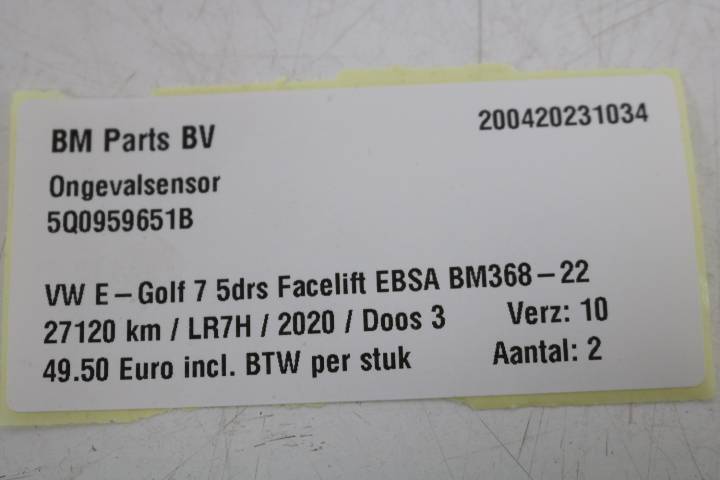 BM Parts BV 200420231034
Ongevalsensor
5Q0959651B
VW E-Golf 7 5drs Facelift EBSA BM368-22
27120 km / LR7H / 2020 / Doos 3 Verz: 10
49.50 Euro incl. BTW per stuk Aantal: 2